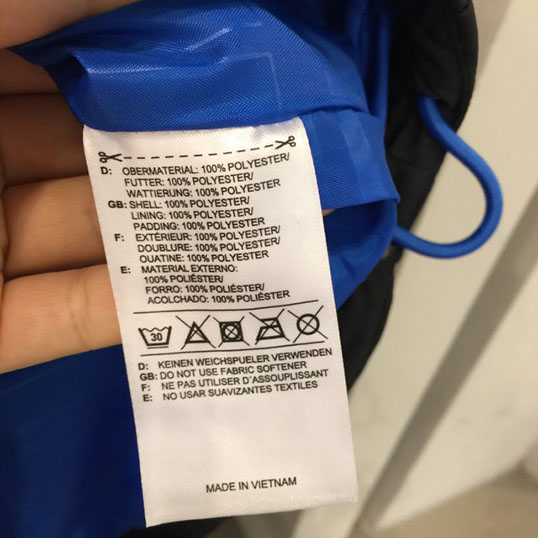 D: OBERMATERIAL: 100% POLYESTER/
FUTTER: 100% POLYESTER/
WATTIERUNG: 100% POLYESTER
GB: SHELL: 100% POLYESTER/
LINING: 100% POLYESTER/
PADDING: 100% POLYESTER
F: EXTÉRIEUR: 100% POLYESTER/
DOUBLURE: 100% POLYESTER/
OUATINE: 100% POLYESTER
E: MATERIAL EXTERNO:
100% POLIÉSTER/
FORRO: 100% POLIÉSTER/
ACOLCHADO: 100% POLIÉSTER
30
D: KEINEN WEICHSPUELER VERWENDEN
GB: DO NOT USE FABRIC SOFTENER
F: NE PAS UTILISER D'ASSOUPLISSANT
E: NO USAR SUAVIZANTES TEXTILES
MADE IN VIETNAM